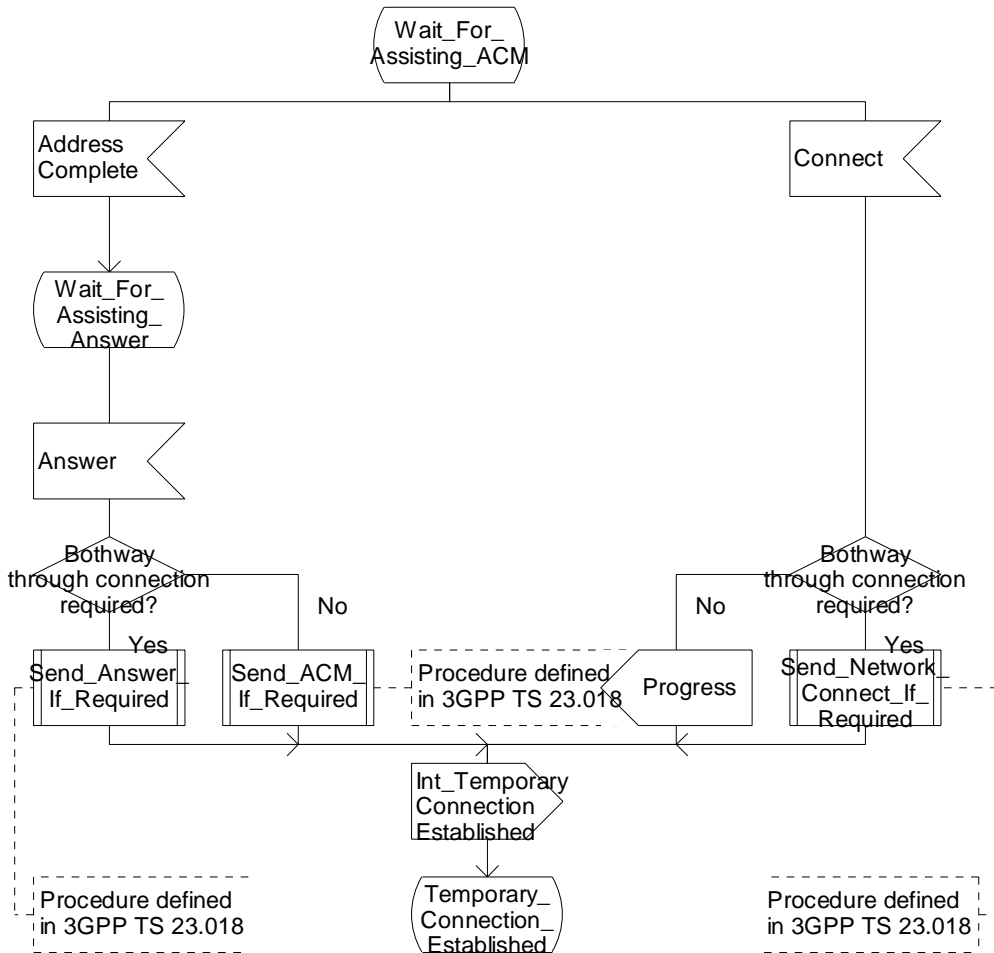 Wait_For_
Assisting_ACM
Address
Complete
Connect
Wait_For_
Assisting_
Answer
Answer
Bothway
through connection
required?
No
Yes
Bothway
through connection
required?
No
Yes
Send_Answer_
If_Required
Send_ACM_
If_Required
Procedure defined
in 3GPP TS 23.018
Progress
Send_Network_
Connect_If_
Required
Int_Temporary
Connection
Established
Procedure defined
in 3GPP TS 23.018
Temporary_
Connection_
Established
Procedure defined
in 3GPP TS 23.018